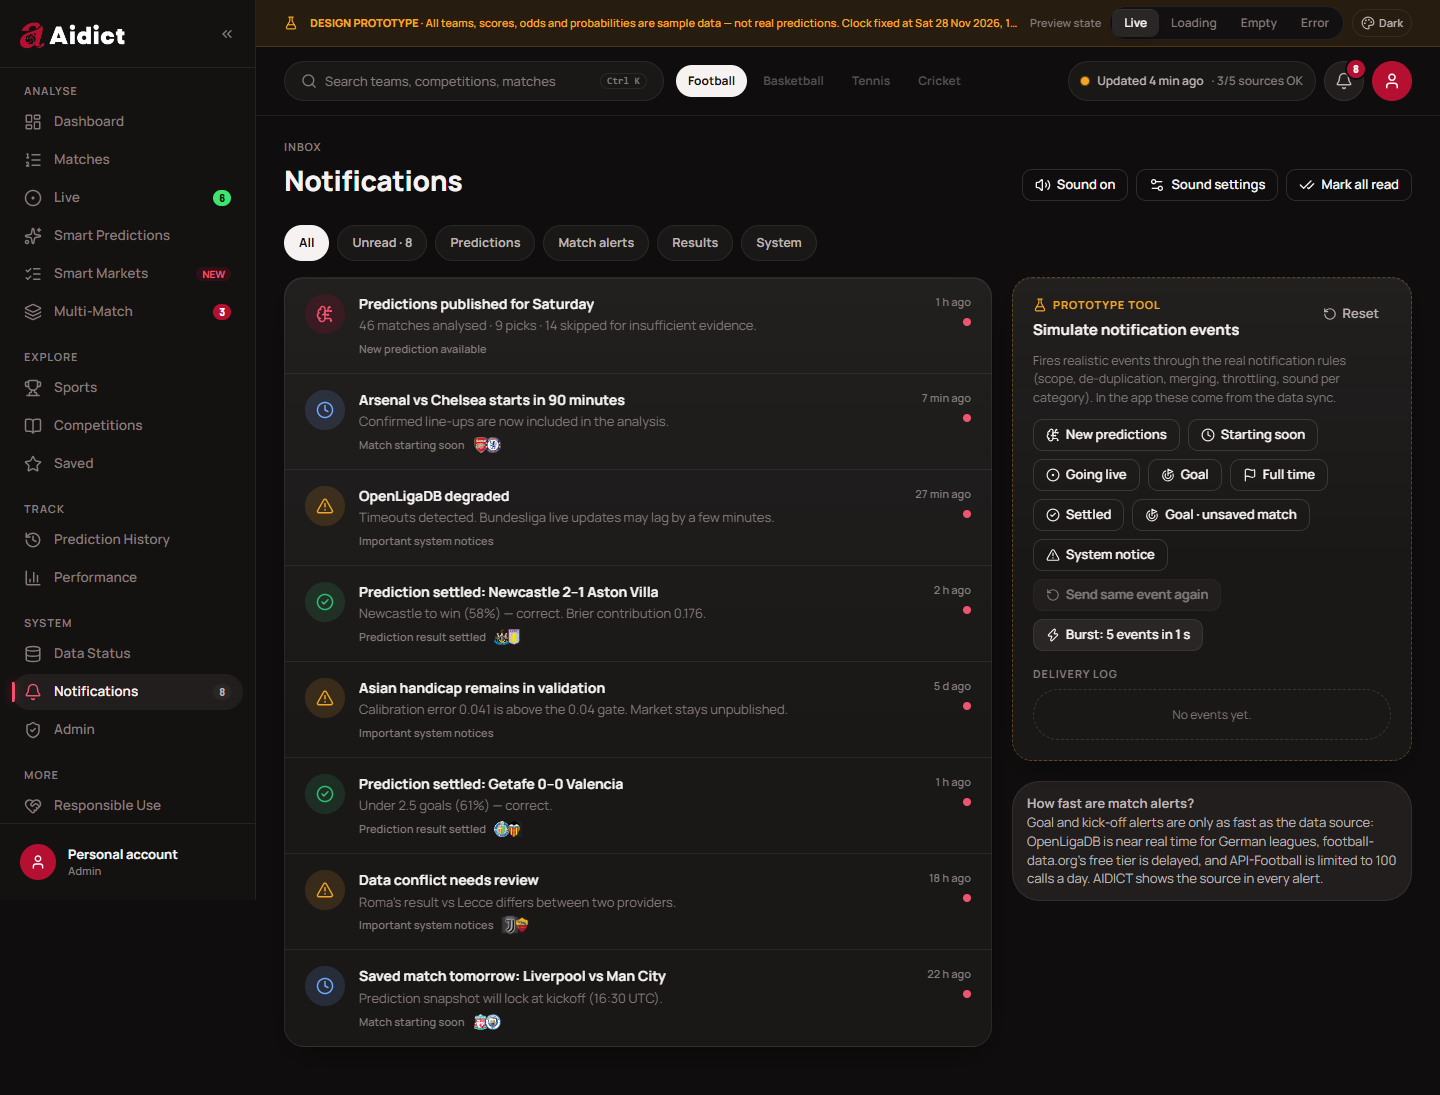 Aidict
DESIGN PROTOTYPE · All teams, scores, odds and probabilities are sample data — not real predictions. Clock fixed at Sat 28 Nov 2026, 1...
Preview state
Live
Loading
Empty
Error
Dark
Search teams, competitions, matches
Ctrl K
Football
Basketball
Tennis
Cricket
Updated 4 min ago · 3/5 sources OK
8
ANALYSE
Dashboard
Matches
Live
6
Smart Predictions
Smart Markets
NEW
Multi-Match
3
EXPLORE
Sports
Competitions
Saved
TRACK
Prediction History
Performance
SYSTEM
Data Status
Notifications
8
Admin
MORE
Responsible Use
Personal account
Admin
INBOX
Notifications
Sound on
Sound settings
Mark all read
All
Unread · 8
Predictions
Match alerts
Results
System
Predictions published for Saturday
1 h ago
46 matches analysed · 9 picks · 14 skipped for insufficient evidence.
New prediction available
Arsenal vs Chelsea starts in 90 minutes
7 min ago
Confirmed line-ups are now included in the analysis.
Match starting soon
OpenLigaDB degraded
27 min ago
Timeouts detected. Bundesliga live updates may lag by a few minutes.
Important system notices
Prediction settled: Newcastle 2–1 Aston Villa
2 h ago
Newcastle to win (58%) — correct. Brier contribution 0.176.
Prediction result settled
Asian handicap remains in validation
5 d ago
Calibration error 0.041 is above the 0.04 gate. Market stays unpublished.
Important system notices
Prediction settled: Getafe 0–0 Valencia
1 h ago
Under 2.5 goals (61%) — correct.
Prediction result settled
Data conflict needs review
18 h ago
Roma's result vs Lecce differs between two providers.
Important system notices
Saved match tomorrow: Liverpool vs Man City
22 h ago
Prediction snapshot will lock at kickoff (16:30 UTC).
Match starting soon
PROTOTYPE TOOL
Simulate notification events
Reset
Fires realistic events through the real notification rules
(scope, de-duplication, merging, throttling, sound per
category). In the app these come from the data sync.
New predictions
Starting soon
Going live
Goal
Full time
Settled
Goal · unsaved match
System notice
Send same event again
Burst: 5 events in 1 s
DELIVERY LOG
No events yet.
How fast are match alerts?
Goal and kick-off alerts are only as fast as the data source:
OpenLigaDB is near real time for German leagues, football-
data.org's free tier is delayed, and API-Football is limited to 100
calls a day. AIDICT shows the source in every alert.